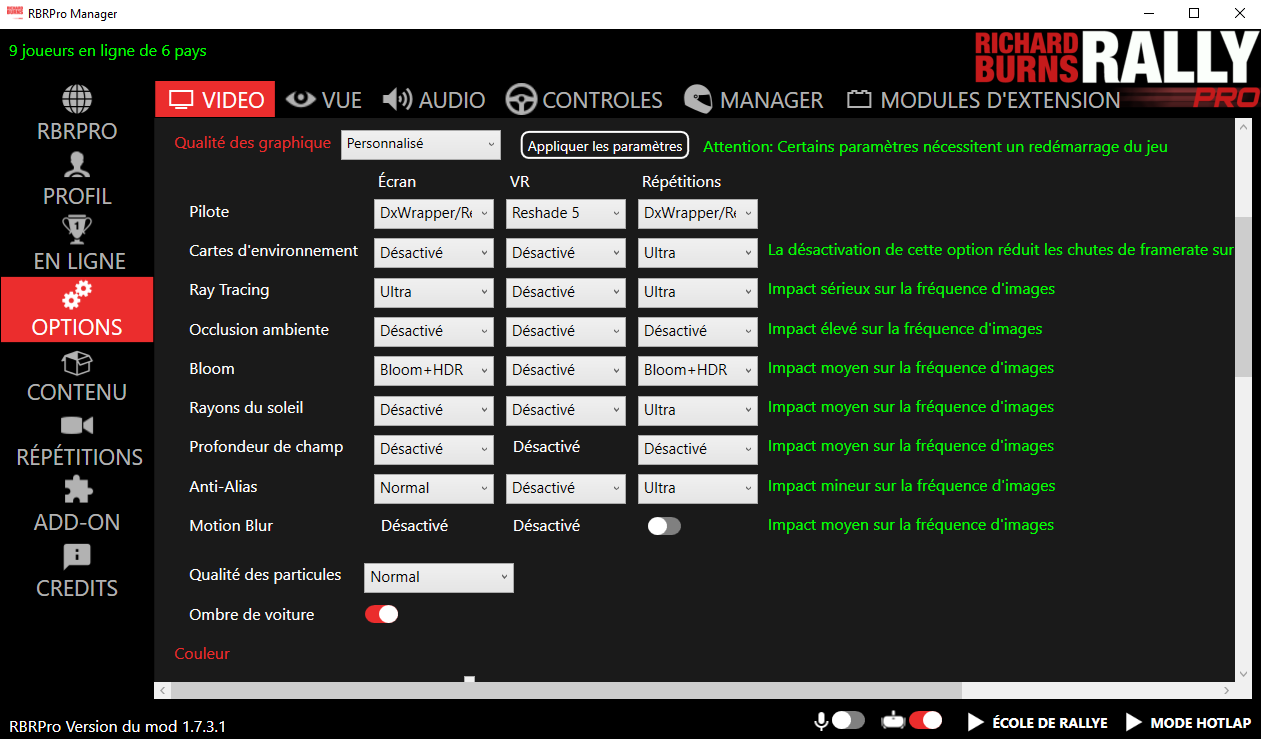 RBRPro Manager
9 joueurs en ligne de 6 pays
RICHARD BURNS RALLY PRO
RBRPRO
PROFIL
EN LIGNE
OPTIONS
CONTENU
RÉPÉTITIONS
ADD-ON
CREDITS
VIDEO VUE AUDIO CONTROLES MANAGER MODULES D'EXTENSION
Qualité des graphique Personnalisé Appliquer les paramètres Attention: Certains paramètres nécessitent un redémarrage du jeu
Écran VR Répétitions
Pilote DxWrapper/Re Reshade 5 DxWrapper/Re
Cartes d'environnement Désactivé Désactivé Ultra La désactivation de cette option réduit les chutes de framerate sur
Ray Tracing Ultra Désactivé Ultra Impact sérieux sur la fréquence d'images
Occlusion ambiente Désactivé Désactivé Désactivé Impact élevé sur la fréquence d'images
Bloom Bloom+HDR Désactivé Bloom+HDR Impact moyen sur la fréquence d'images
Rayons du soleil Désactivé Désactivé Ultra Impact moyen sur la fréquence d'images
Profondeur de champ Désactivé Désactivé Désactivé Impact moyen sur la fréquence d'images
Anti-Alias Normal Désactivé Ultra Impact mineur sur la fréquence d'images
Motion Blur Désactivé Désactivé Impact moyen sur la fréquence d'images
Qualité des particules Normal
Ombre de voiture
Couleur
RBRPro Version du mod 1.7.3.1
ÉCOLE DE RALLYE MODE HOTLAP